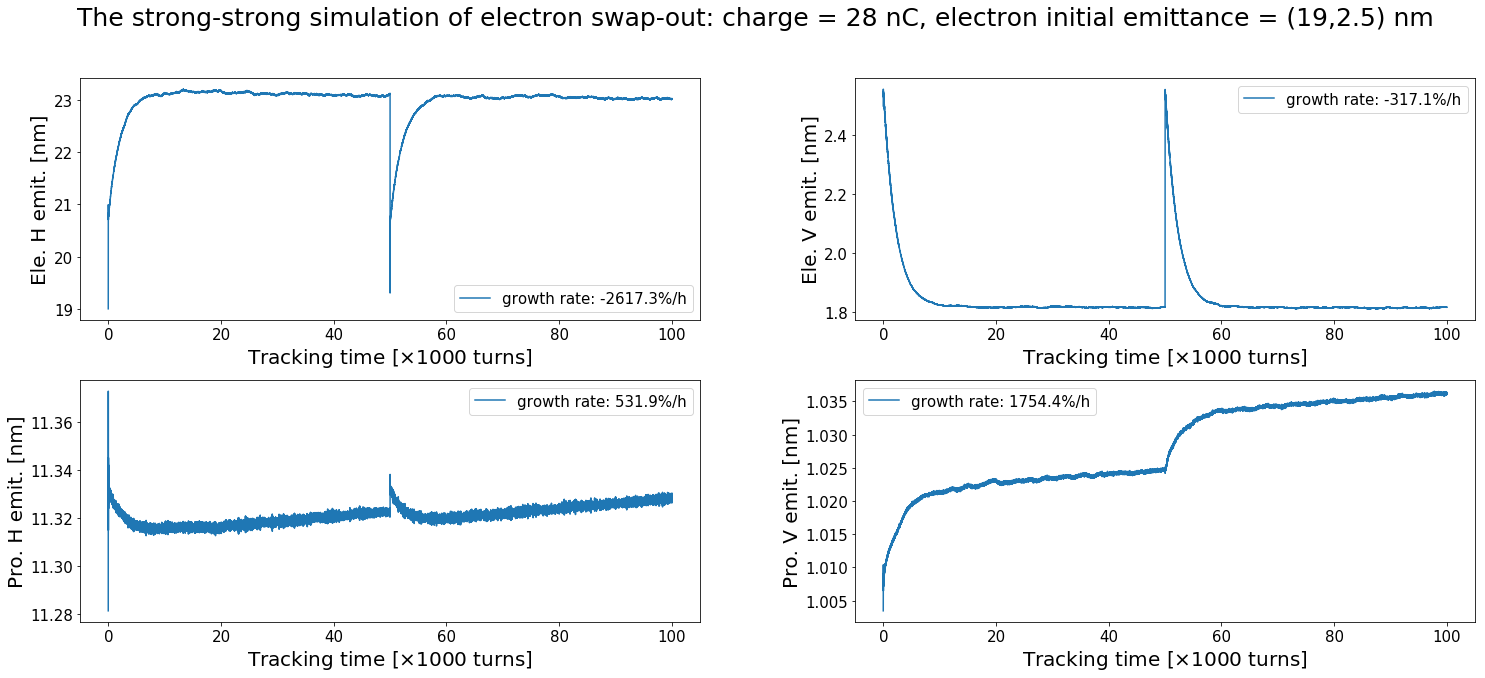 The strong-strong simulation of electron swap-out: charge = 28 nC, electron initial emittance = (19,2.5) nm
Ele. H emit. [nm]
23
22
21
20
19
growth rate: -2617.3%/h
0 20 40 60 80 100
Tracking time [×1000 turns]
Ele. V emit. [nm]
2.4
2.2
2.0
1.8
growth rate: -317.1%/h
0 20 40 60 80 100
Tracking time [×1000 turns]
Pro. H emit. [nm]
11.36
11.34
11.32
11.30
11.28
growth rate: 531.9%/h
0 20 40 60 80 100
Tracking time [×1000 turns]
Pro. V emit. [nm]
1.035
1.030
1.025
1.020
1.015
1.010
1.005
growth rate: 1754.4%/h
0 20 40 60 80 100
Tracking time [×1000 turns]